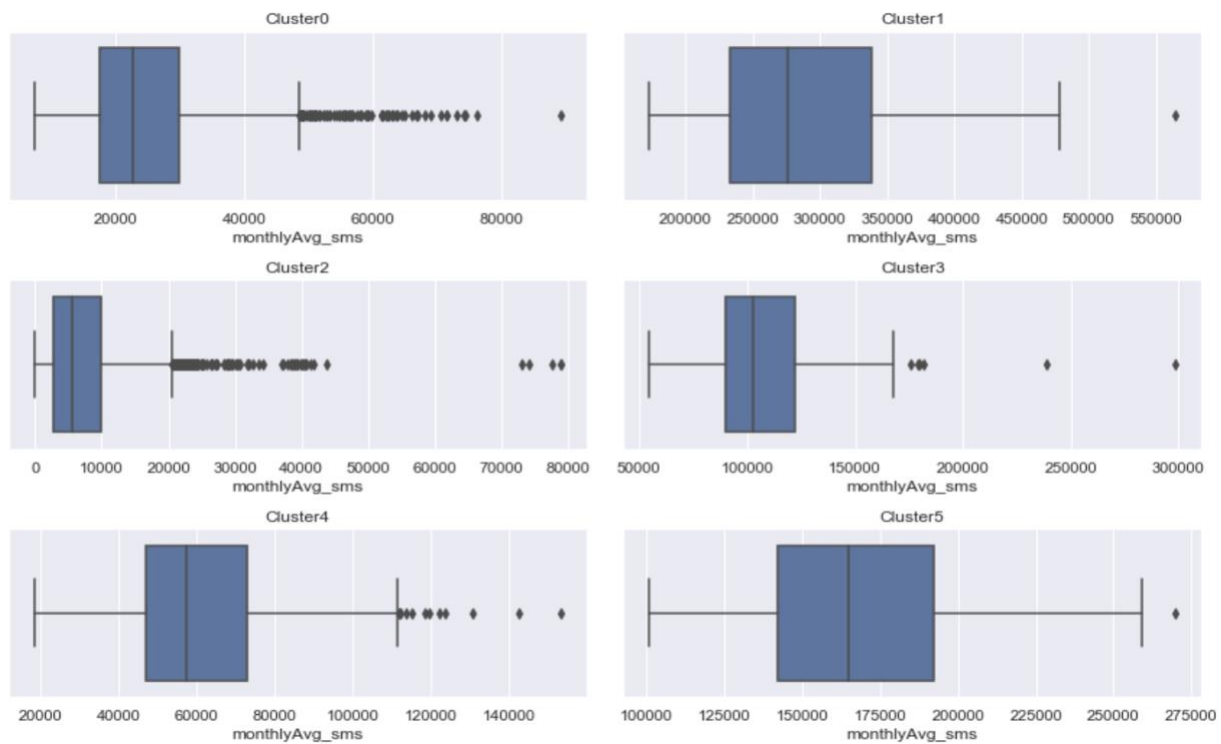 Cluster0
20000 40000 60000 80000
monthlyAvg_sms
Cluster1
200000 250000 300000 350000 400000 450000 500000 550000
monthlyAvg_sms
Cluster2
0 10000 20000 30000 40000 50000 60000 70000 80000
monthlyAvg_sms
Cluster3
50000 100000 150000 200000 250000 300000
monthlyAvg_sms
Cluster4
20000 40000 60000 80000 100000 120000 140000
monthlyAvg_sms
Cluster5
100000 125000 150000 175000 200000 225000 250000 275000
monthlyAvg_sms